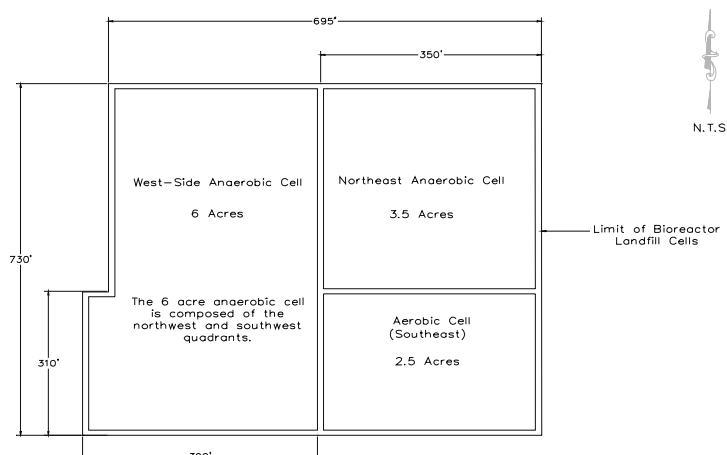 695'
350'
N.T.S
West-Side Anaerobic Cell
6 Acres
Northeast Anaerobic Cell
3.5 Acres
Limit of Bioreactor
Landfill Cells
730'
The 6 acre anaerobic cell
is composed of the
northwest and southwest
quadrants.
Aerobic Cell
(Southeast)
2.5 Acres
310'